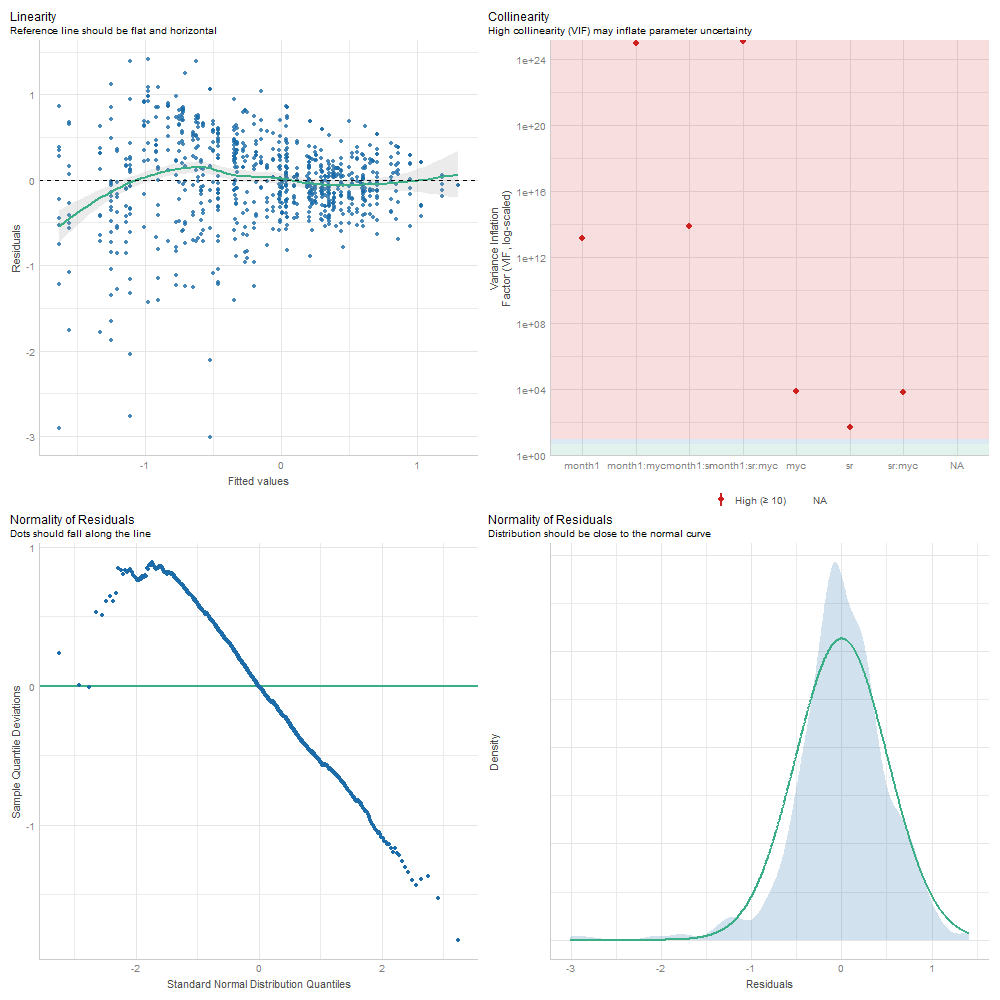 Linearity
Reference line should be flat and horizontal
1
0
-1
-2
-3
Residuals
-1
0
1
Fitted values
Collinearity
High collinearity (VIF) may inflate parameter uncertainty
1e+24
1e+20
1e+16
1e+12
1e+08
1e+04
1e+00
Variance Inflation
Factor (VIF, log-scaled)
month1
month1:myc
month1:s
month1:sr:myc
myc
sr
sr:myc
NA
High (≥ 10)
NA
Normality of Residuals
Dots should fall along the line
1
0
-1
Sample Quantile Deviations
-2
0
2
Standard Normal Distribution Quantiles
Normality of Residuals
Distribution should be close to the normal curve
Density
-3
-2
-1
0
1
Residuals